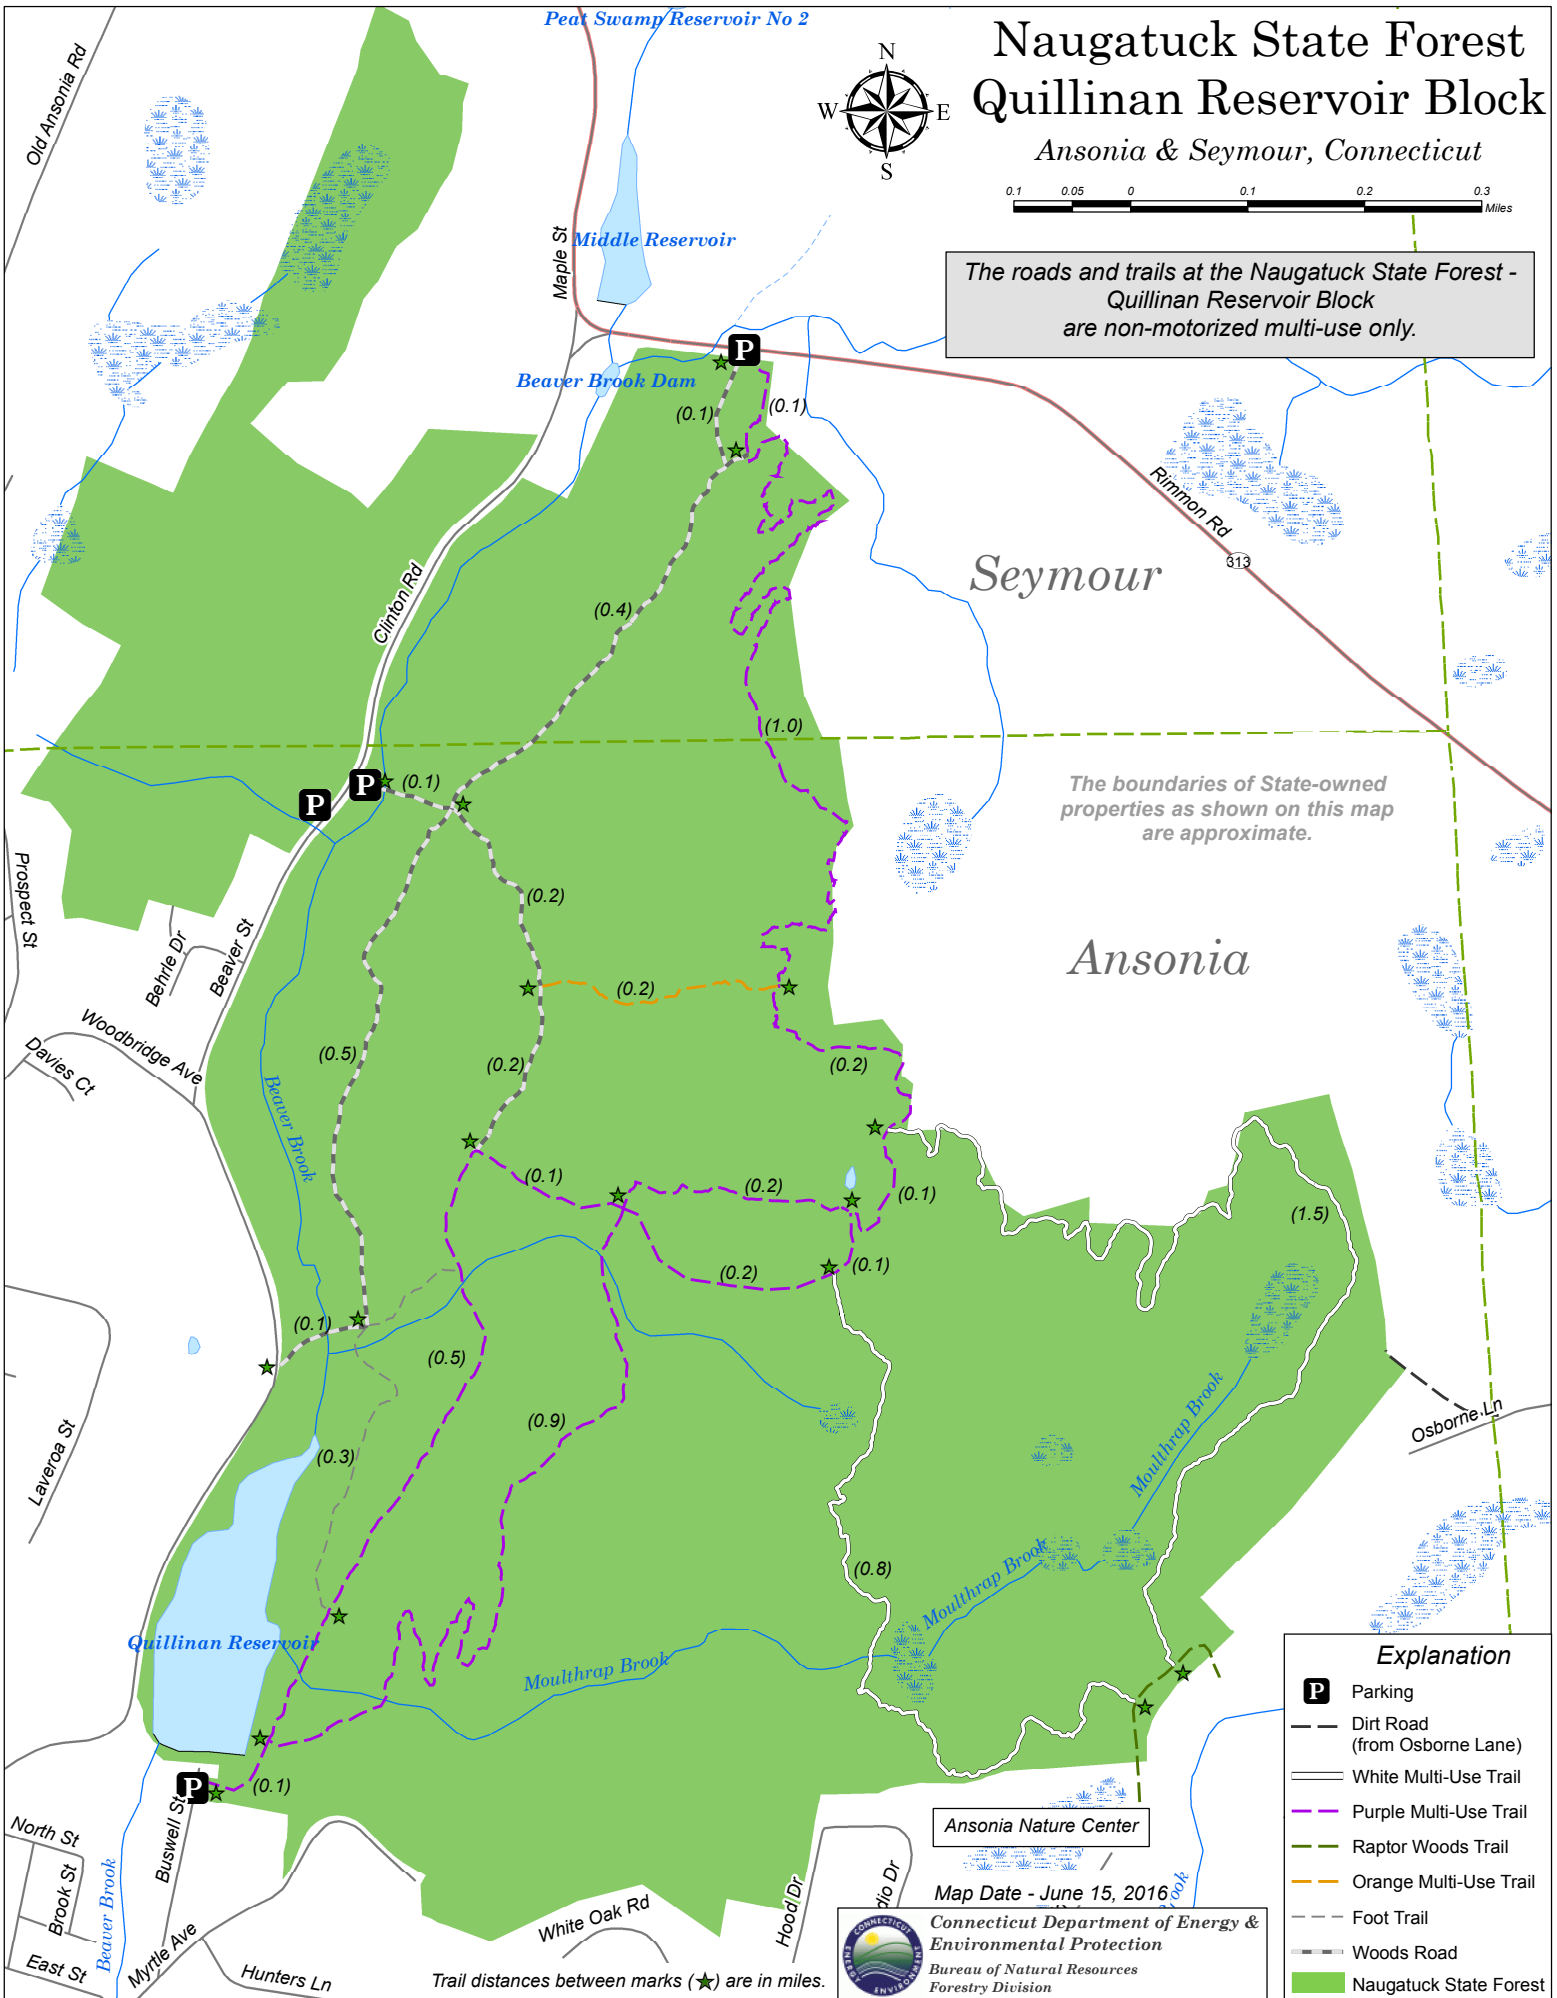 Naugatuck State Forest
Quillinan Reservoir Block
Ansonia & Seymour, Connecticut
0.1
0.05
0
0.1
0.2
0.3
Miles
N
W
E
S
The roads and trails at the Naugatuck State Forest -
Quillinan Reservoir Block
are non-motorized multi-use only.
Peat Swamp Reservoir No 2
Old Ansonia Rd
Maple St
Middle Reservoir
Beaver Brook Dam
P
(0.1)
(0.1)
Rimmon Rd
313
Seymour
Clinton Rd
(0.4)
(1.0)
The boundaries of State-owned
properties as shown on this map
are approximate.
P
P
(0.1)
Prospect St
Behrle Dr
Beaver St
(0.2)
Ansonia
(0.2)
Woodbridge Ave
Davies Ct
(0.5)
(0.2)
(0.2)
Beaver Brook
(0.1)
(0.2)
(0.1)
(1.5)
(0.2)
(0.1)
(0.1)
(0.5)
Moulthrap Brook
Osborne Ln
Laveroa St
(0.3)
(0.9)
(0.8)
Moulthrap Brook
Quillinan Reservoir
Moulthrap Brook
P
(0.1)
Buswell St
North St
Brook St
East St
Beaver Brook
Myrtle Ave
Hunters Ln
White Oak Rd
Hood Dr
dio Dr
ook
Ansonia Nature Center
Map Date - June 15, 2016
Trail distances between marks (★) are in miles.
CONNECTICUT
ENERGY
ENVIRONMENT
Connecticut Department of Energy &
Environmental Protection
Bureau of Natural Resources
Forestry Division
Explanation
P Parking
Dirt Road
(from Osborne Lane)
White Multi-Use Trail
Purple Multi-Use Trail
Raptor Woods Trail
Orange Multi-Use Trail
Foot Trail
Woods Road
Naugatuck State Forest